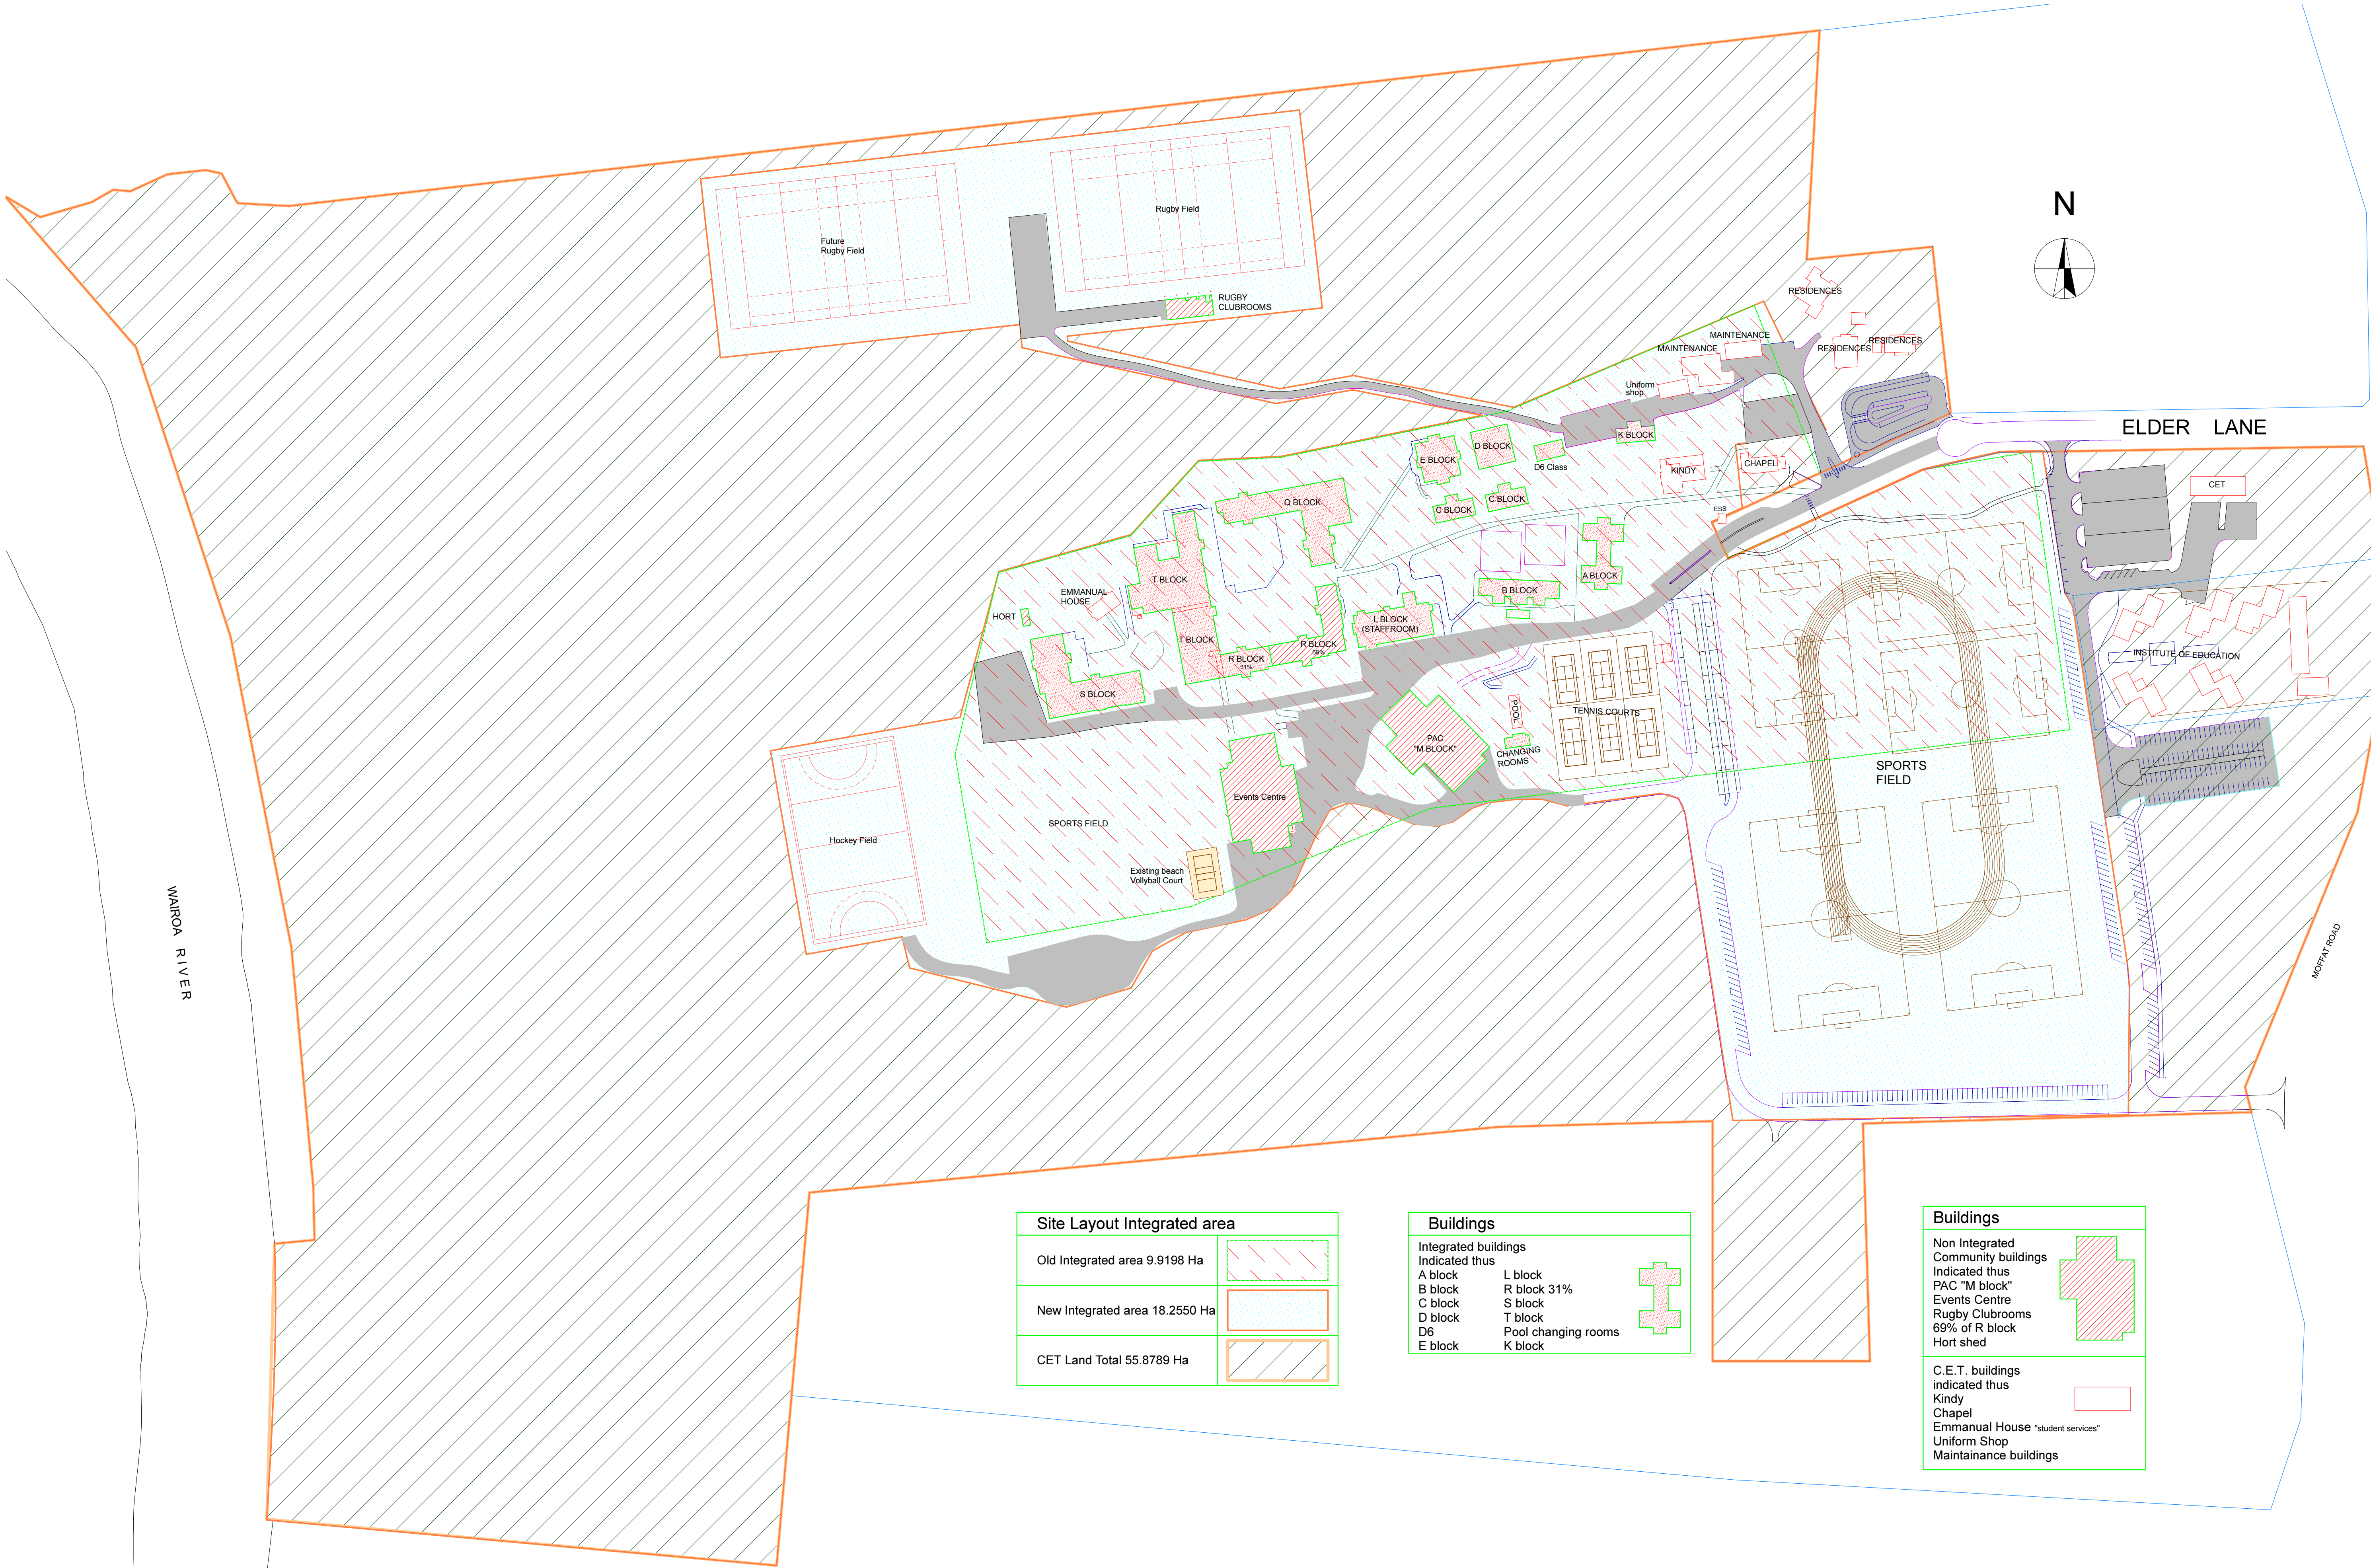 N
Rugby Field
Future
Rugby Field
RUGBY
CLUBROOMS
RESIDENCES
MAINTENANCE
RESIDENCES
RESIDENCES
MAINTENANCE
Uniform
shop
ELDER LANE
K BLOCK
D BLOCK
E BLOCK
D6 Class
CHAPEL
KINDY
CET
C BLOCK
C BLOCK
Q BLOCK
ESS
A BLOCK
T BLOCK
B BLOCK
EMMANUAL
HOUSE
HORT
L BLOCK
(STAFFROOM)
T BLOCK
R BLOCK
69%
R BLOCK
31%
INSTITUTE OF EDUCATION
S BLOCK
POOL
TENNIS COURTS
PAC
"M BLOCK"
CHANGING
ROOMS
SPORTS
FIELD
Events Centre
SPORTS FIELD
Hockey Field
Existing beach
Vollyball Court
WAIROA RIVER
MOFFAT ROAD
Site Layout Integrated area
Old Integrated area 9.9198 Ha
New Integrated area 18.2550 Ha
CET Land Total 55.8789 Ha
Buildings
Integrated buildings
Indicated thus
A block L block
B block R block 31%
C block S block
D block T block
D6 Pool changing rooms
E block K block
Buildings
Non Integrated
Community buildings
Indicated thus
PAC "M block"
Events Centre
Rugby Clubrooms
69% of R block
Hort shed
C.E.T. buildings
indicated thus
Kindy
Chapel
Emmanual House "student services"
Uniform Shop
Maintainance buildings